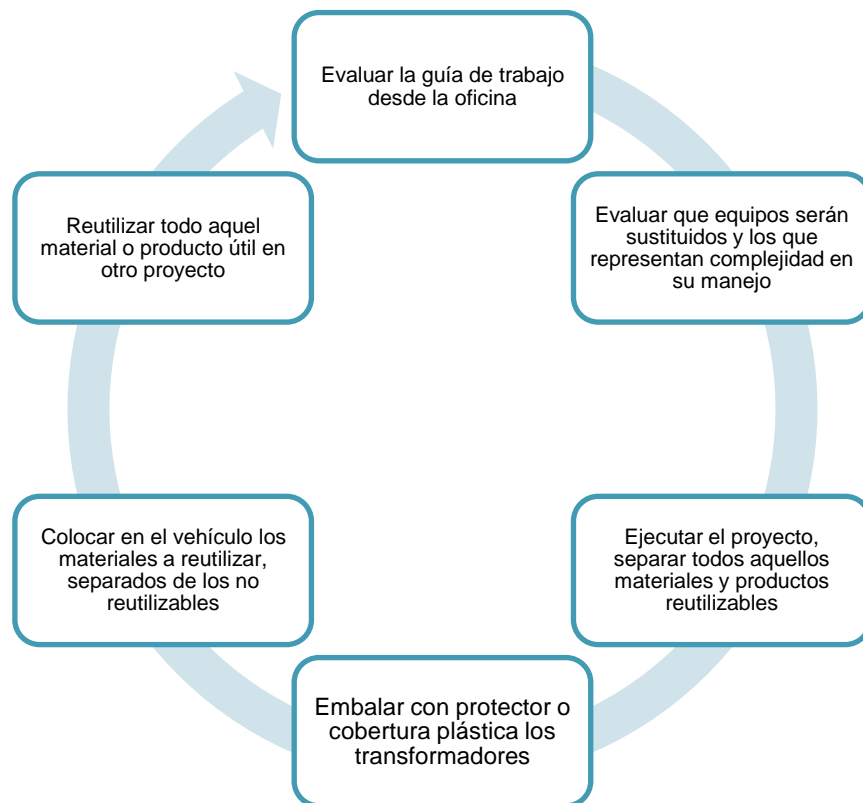 Evaluar la guía de trabajo
desde la oficina
Evaluar que equipos serán
sustituidos y los que
representan complejidad en
su manejo
Ejecutar el proyecto,
separar todos aquellos
materiales y productos
reutilizables
Embalar con protector o
cobertura plástica los
transformadores
Colocar en el vehículo los
materiales a reutilizar,
separados de los no
reutilizables
Reutilizar todo aquel
material o producto útil en
otro proyecto